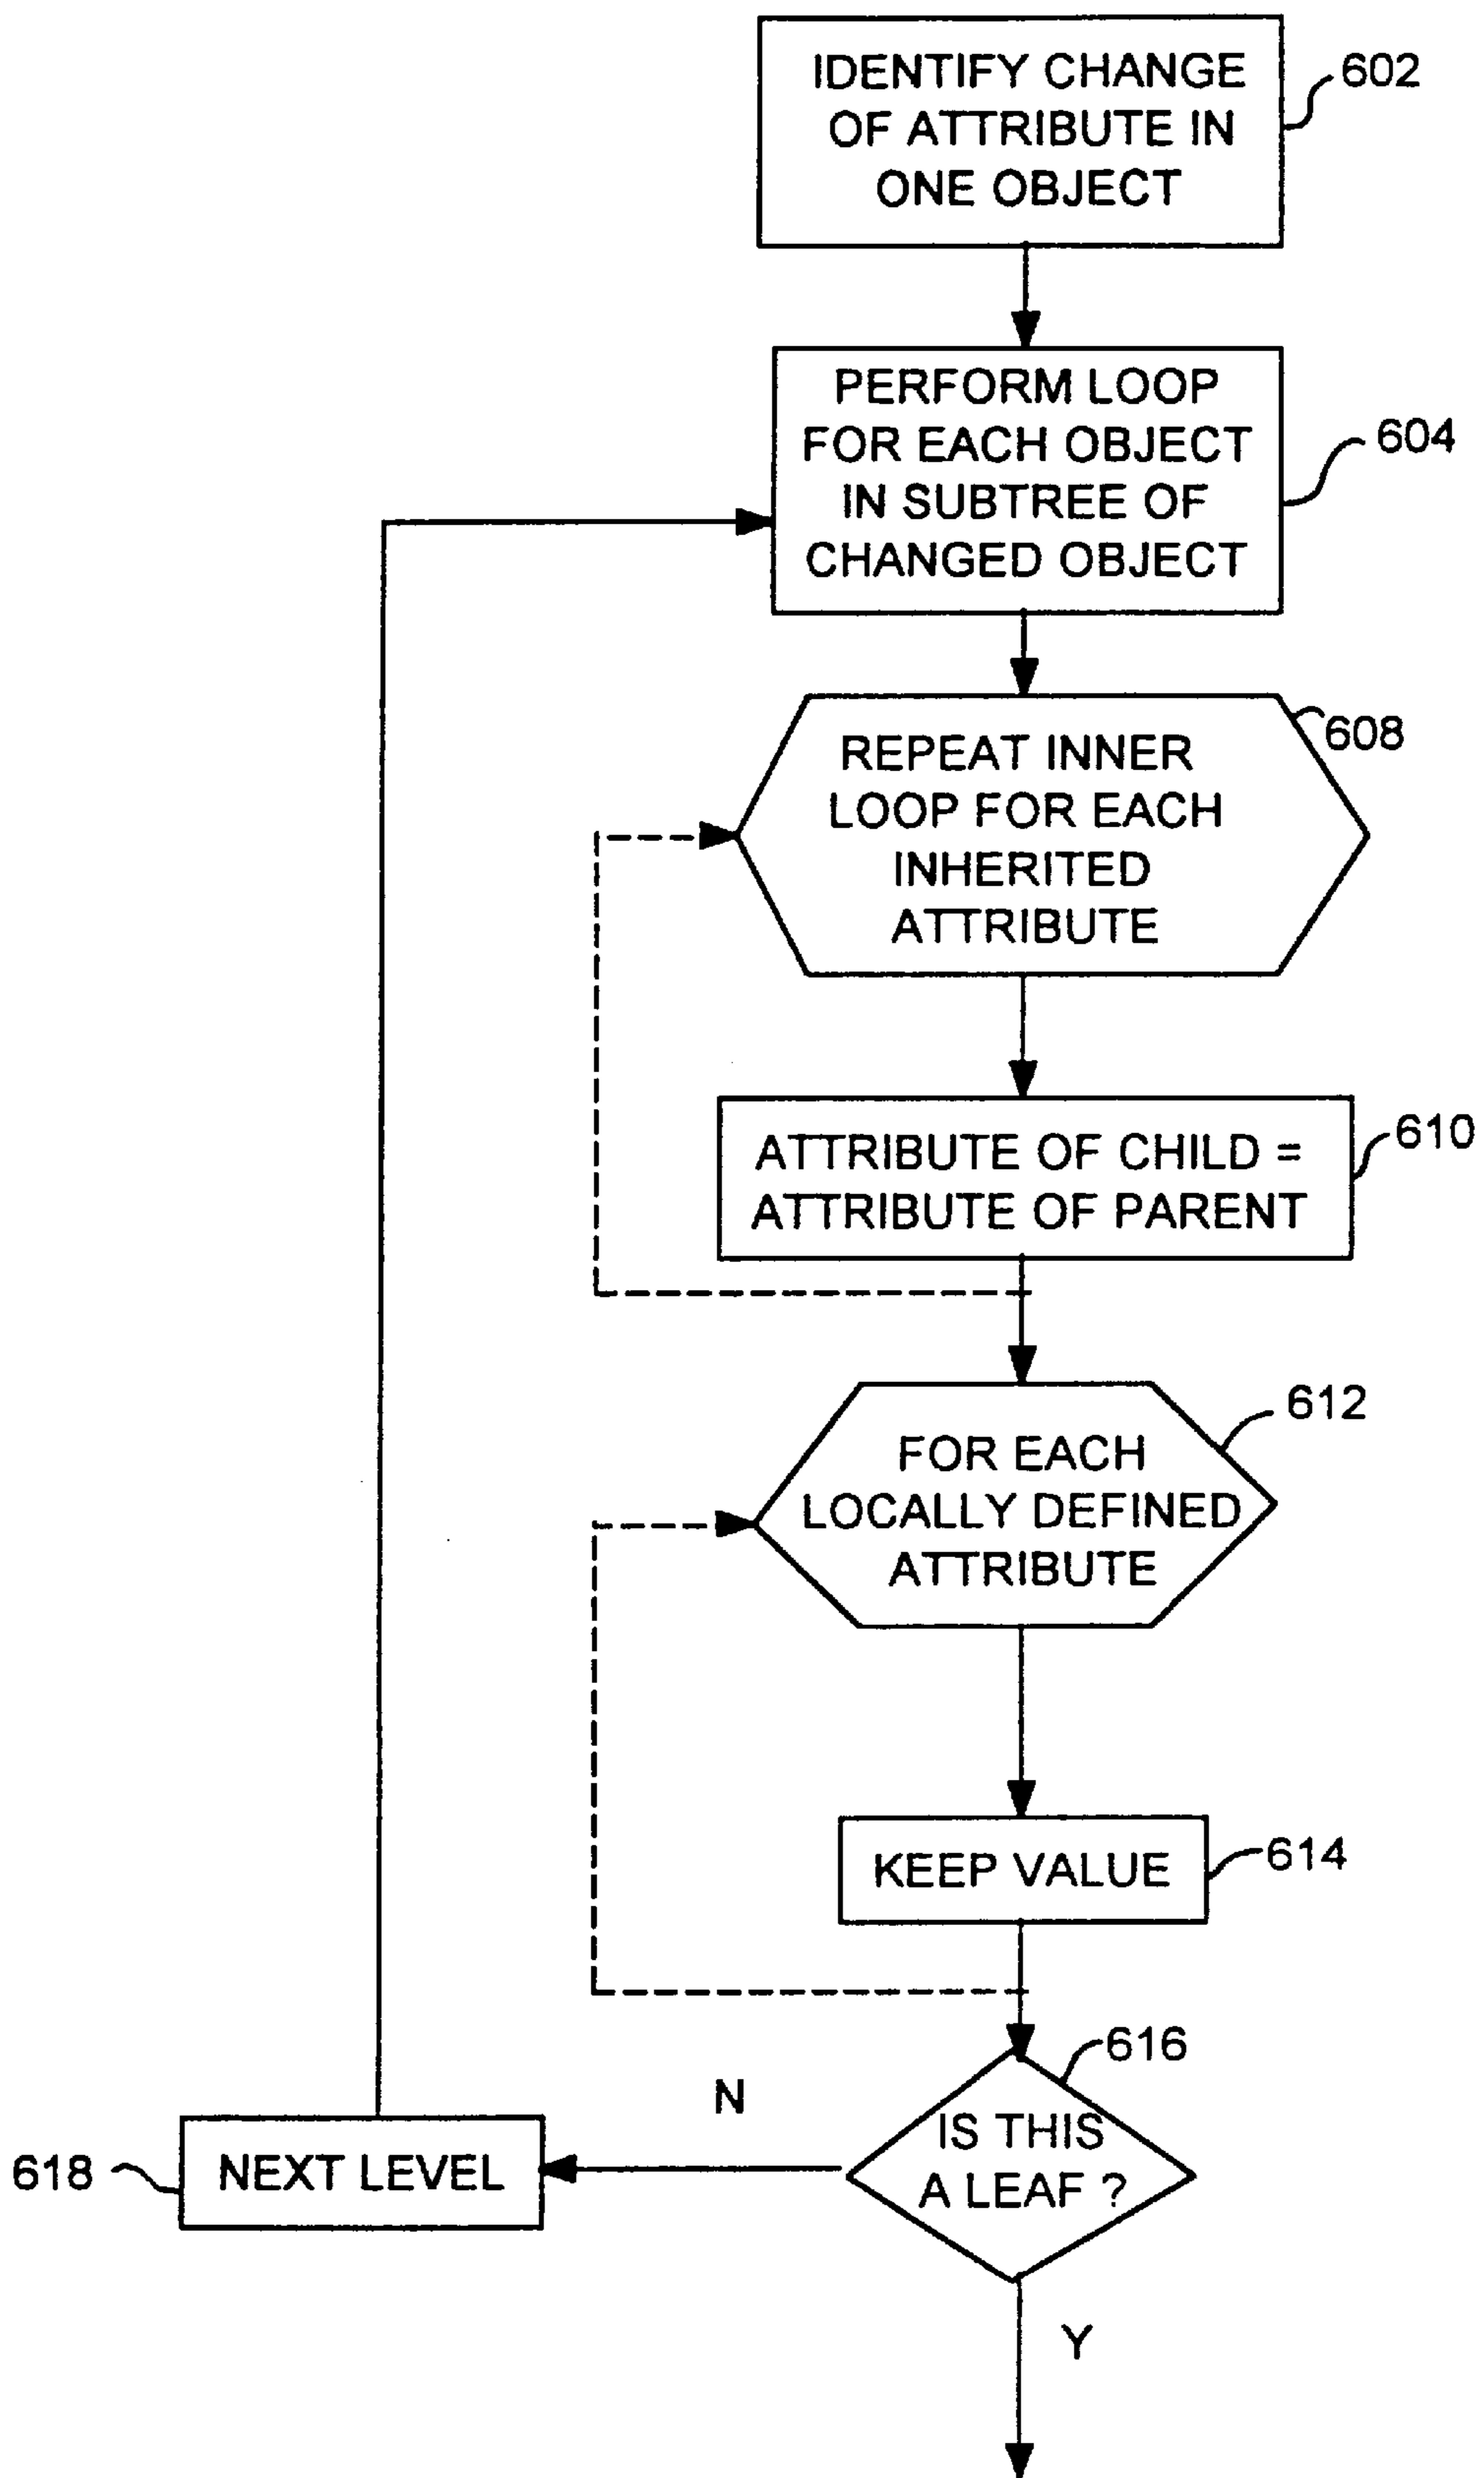 IDENTIFY CHANGE
OF ATTRIBUTE IN
ONE OBJECT
602
PERFORM LOOP
FOR EACH OBJECT
IN SUBTREE OF
CHANGED OBJECT
604
REPEAT INNER
LOOP FOR EACH
INHERITED
ATTRIBUTE
608
ATTRIBUTE OF CHILD =
ATTRIBUTE OF PARENT
610
FOR EACH
LOCALLY DEFINED
ATTRIBUTE
612
KEEP VALUE
614
IS THIS
A LEAF ?
616
N
NEXT LEVEL
618
Y